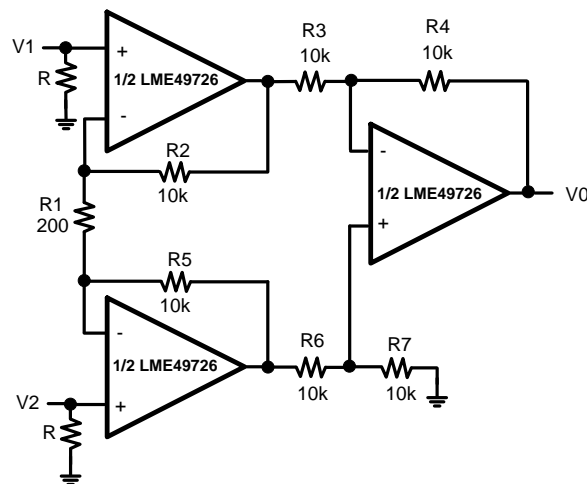 V1
R
+
1/2 LME49726
-
R3
10k
R4
10k
R2
10k
-
1/2 LME49726
+
V0
R1
200
R5
10k
-
1/2 LME49726
+
R6
10k
R7
10k
V2
R